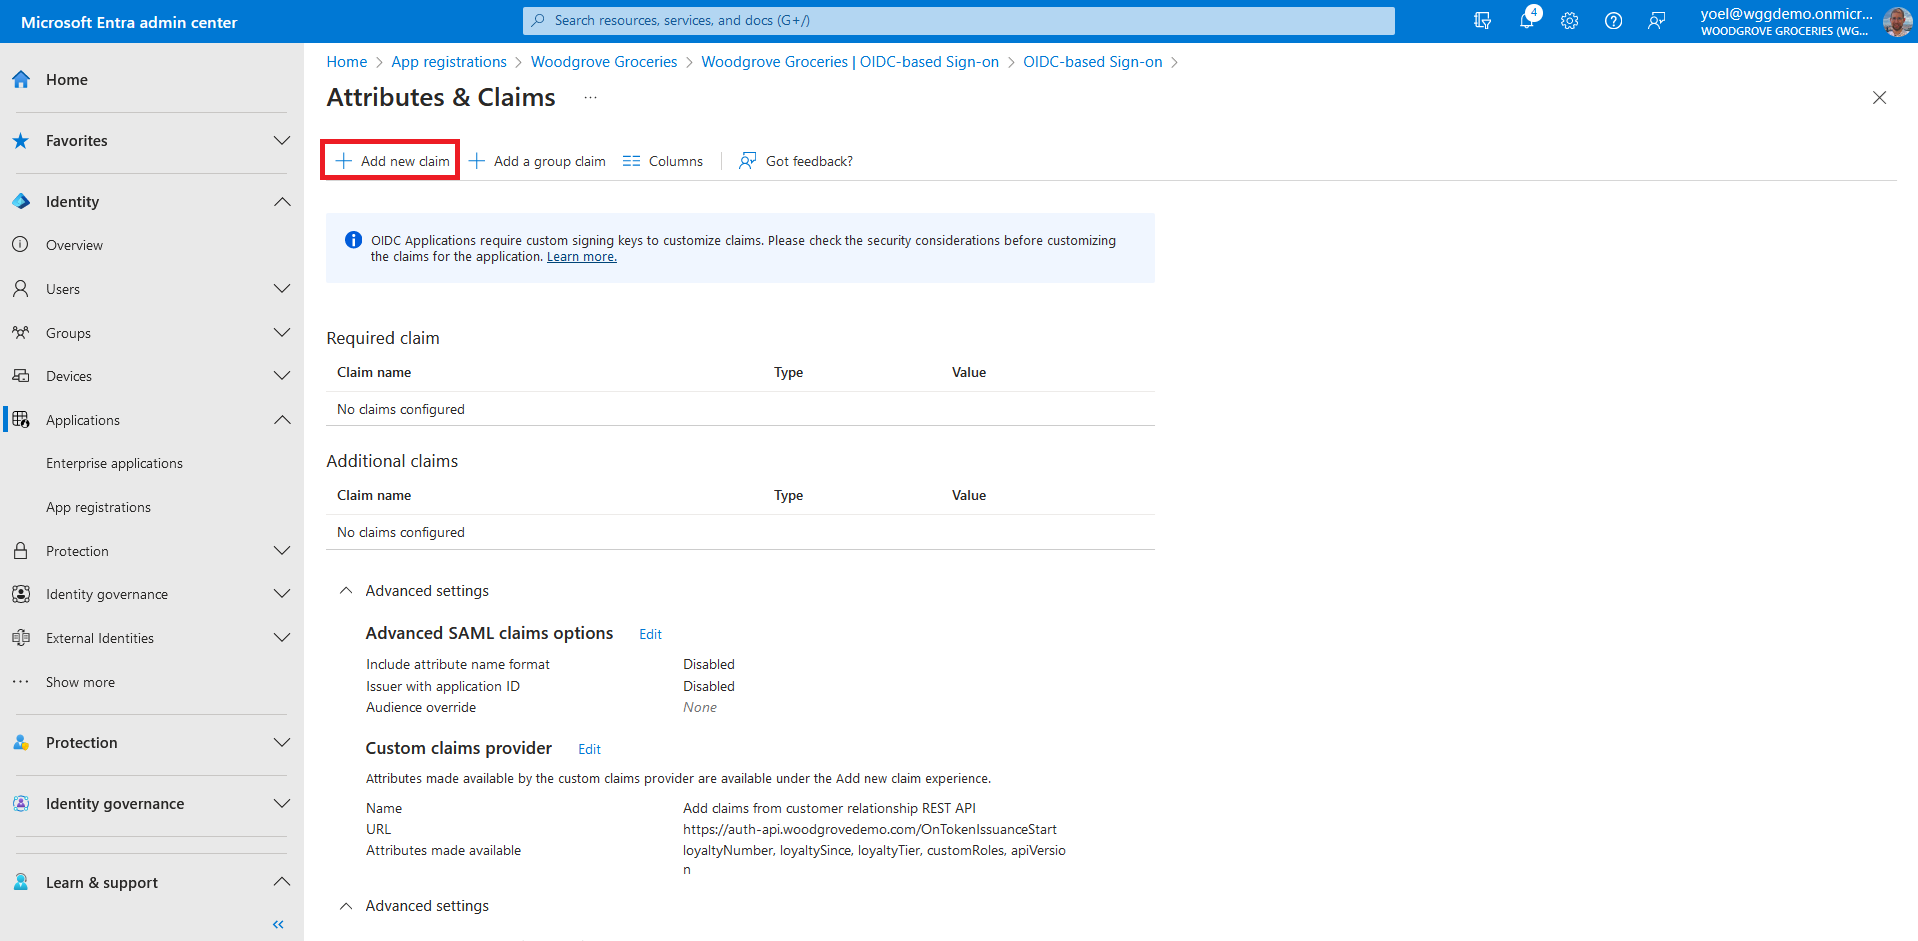 Microsoft Entra admin center
Search resources, services, and docs (G+/)
4
yoel@wggdemo.onmicr...
WOODGROVE GROCERIES (WG...
Home
Favorites
Identity
Overview
Users
Groups
Devices
Applications
Enterprise applications
App registrations
Protection
Identity governance
External Identities
Show more
Protection
Identity governance
Learn & support
Home > App registrations > Woodgrove Groceries > Woodgrove Groceries | OIDC-based Sign-on > OIDC-based Sign-on >
Attributes & Claims ...
Add new claim Add a group claim Columns Got feedback?
OIDC Applications require custom signing keys to customize claims. Please check the security considerations before customizing
the claims for the application. Learn more.
Required claim
Claim name Type Value
No claims configured
Additional claims
Claim name Type Value
No claims configured
Advanced settings
Advanced SAML claims options Edit
Include attribute name format Disabled
Issuer with application ID Disabled
Audience override None
Custom claims provider Edit
Attributes made available by the custom claims provider are available under the Add new claim experience.
Name Add claims from customer relationship REST API
URL https://auth-api.woodgrovedemo.com/OnTokenIssuanceStart
Attributes made available loyaltyNumber, loyaltySince, loyaltyTier, customRoles, apiVersio
n
Advanced settings